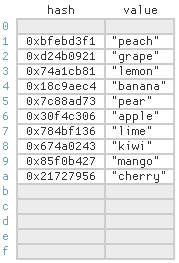 hash value
0
1 0xbfebd3f1 "peach"
2 0xd24b0921 "grape"
3 0x74a1cb81 "lemon"
4 0x18c9aec4 "banana"
5 0x7c88ad73 "pear"
6 0x30f4c306 "apple"
7 0x784bf136 "lime"
8 0x674a0243 "kiwi"
9 0x85f0b427 "mango"
a 0x21727956 "cherry"
b
c
d
e
f